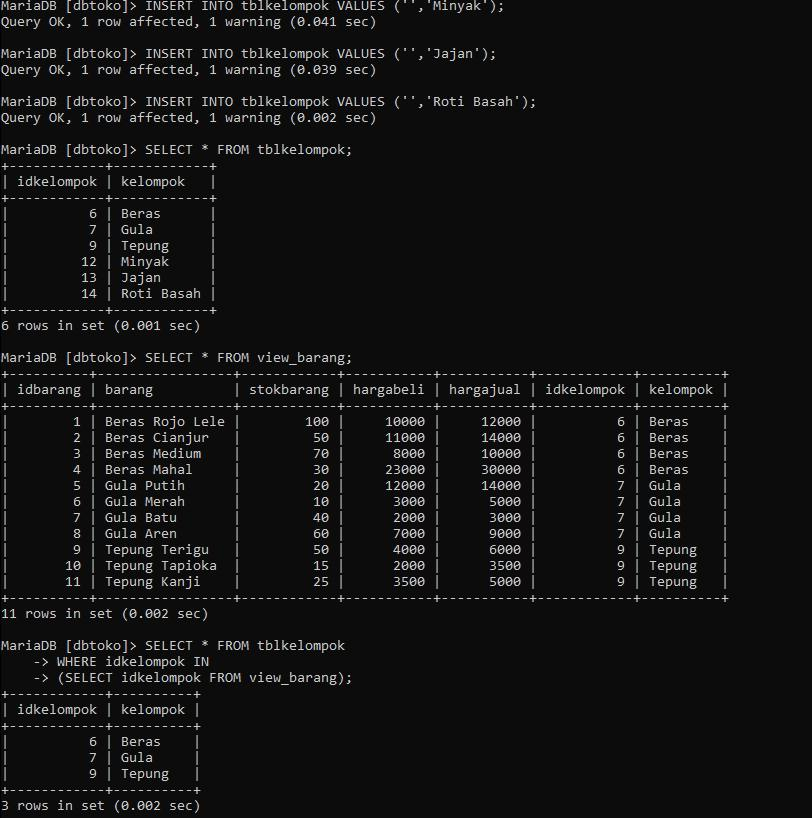 MariaDB [dbtoko]> INSERT INTO tblkelompok VALUES ('','Minyak');
Query OK, 1 row affected, 1 warning (0.041 sec)

MariaDB [dbtoko]> INSERT INTO tblkelompok VALUES ('','Jajan');
Query OK, 1 row affected, 1 warning (0.039 sec)

MariaDB [dbtoko]> INSERT INTO tblkelompok VALUES ('','Roti Basah');
Query OK, 1 row affected, 1 warning (0.002 sec)

MariaDB [dbtoko]> SELECT * FROM tblkelompok;
+------------+------------+
| idkelompok | kelompok   |
+------------+------------+
|          6 | Beras      |
|          7 | Gula       |
|          9 | Tepung     |
|         12 | Minyak     |
|         13 | Jajan      |
|         14 | Roti Basah |
+------------+------------+
6 rows in set (0.001 sec)

MariaDB [dbtoko]> SELECT * FROM view_barang;
+----------+-----------------+------------+-----------+-----------+------------+----------+
| idbarang | barang          | stokbarang | hargabeli | hargajual | idkelompok | kelompok |
+----------+-----------------+------------+-----------+-----------+------------+----------+
|        1 | Beras Rojo Lele |        100 |     10000 |     12000 |          6 | Beras    |
|        2 | Beras Cianjur   |         50 |     11000 |     14000 |          6 | Beras    |
|        3 | Beras Medium    |         70 |      8000 |     10000 |          6 | Beras    |
|        4 | Beras Mahal     |         30 |     23000 |     30000 |          6 | Beras    |
|        5 | Gula Putih      |         20 |     12000 |     14000 |          7 | Gula     |
|        6 | Gula Merah      |         10 |      3000 |      5000 |          7 | Gula     |
|        7 | Gula Batu       |         40 |      2000 |      3000 |          7 | Gula     |
|        8 | Gula Aren       |         60 |      7000 |      9000 |          7 | Gula     |
|        9 | Tepung Terigu   |         50 |      4000 |      6000 |          9 | Tepung   |
|       10 | Tepung Tapioka  |         15 |      2000 |      3500 |          9 | Tepung   |
|       11 | Tepung Kanji    |         25 |      3500 |      5000 |          9 | Tepung   |
+----------+-----------------+------------+-----------+-----------+------------+----------+
11 rows in set (0.002 sec)

MariaDB [dbtoko]> SELECT * FROM tblkelompok
    -> WHERE idkelompok IN
    -> (SELECT idkelompok FROM view_barang);
+------------+----------+
| idkelompok | kelompok |
+------------+----------+
|          6 | Beras    |
|          7 | Gula     |
|          9 | Tepung   |
+------------+----------+
3 rows in set (0.002 sec)